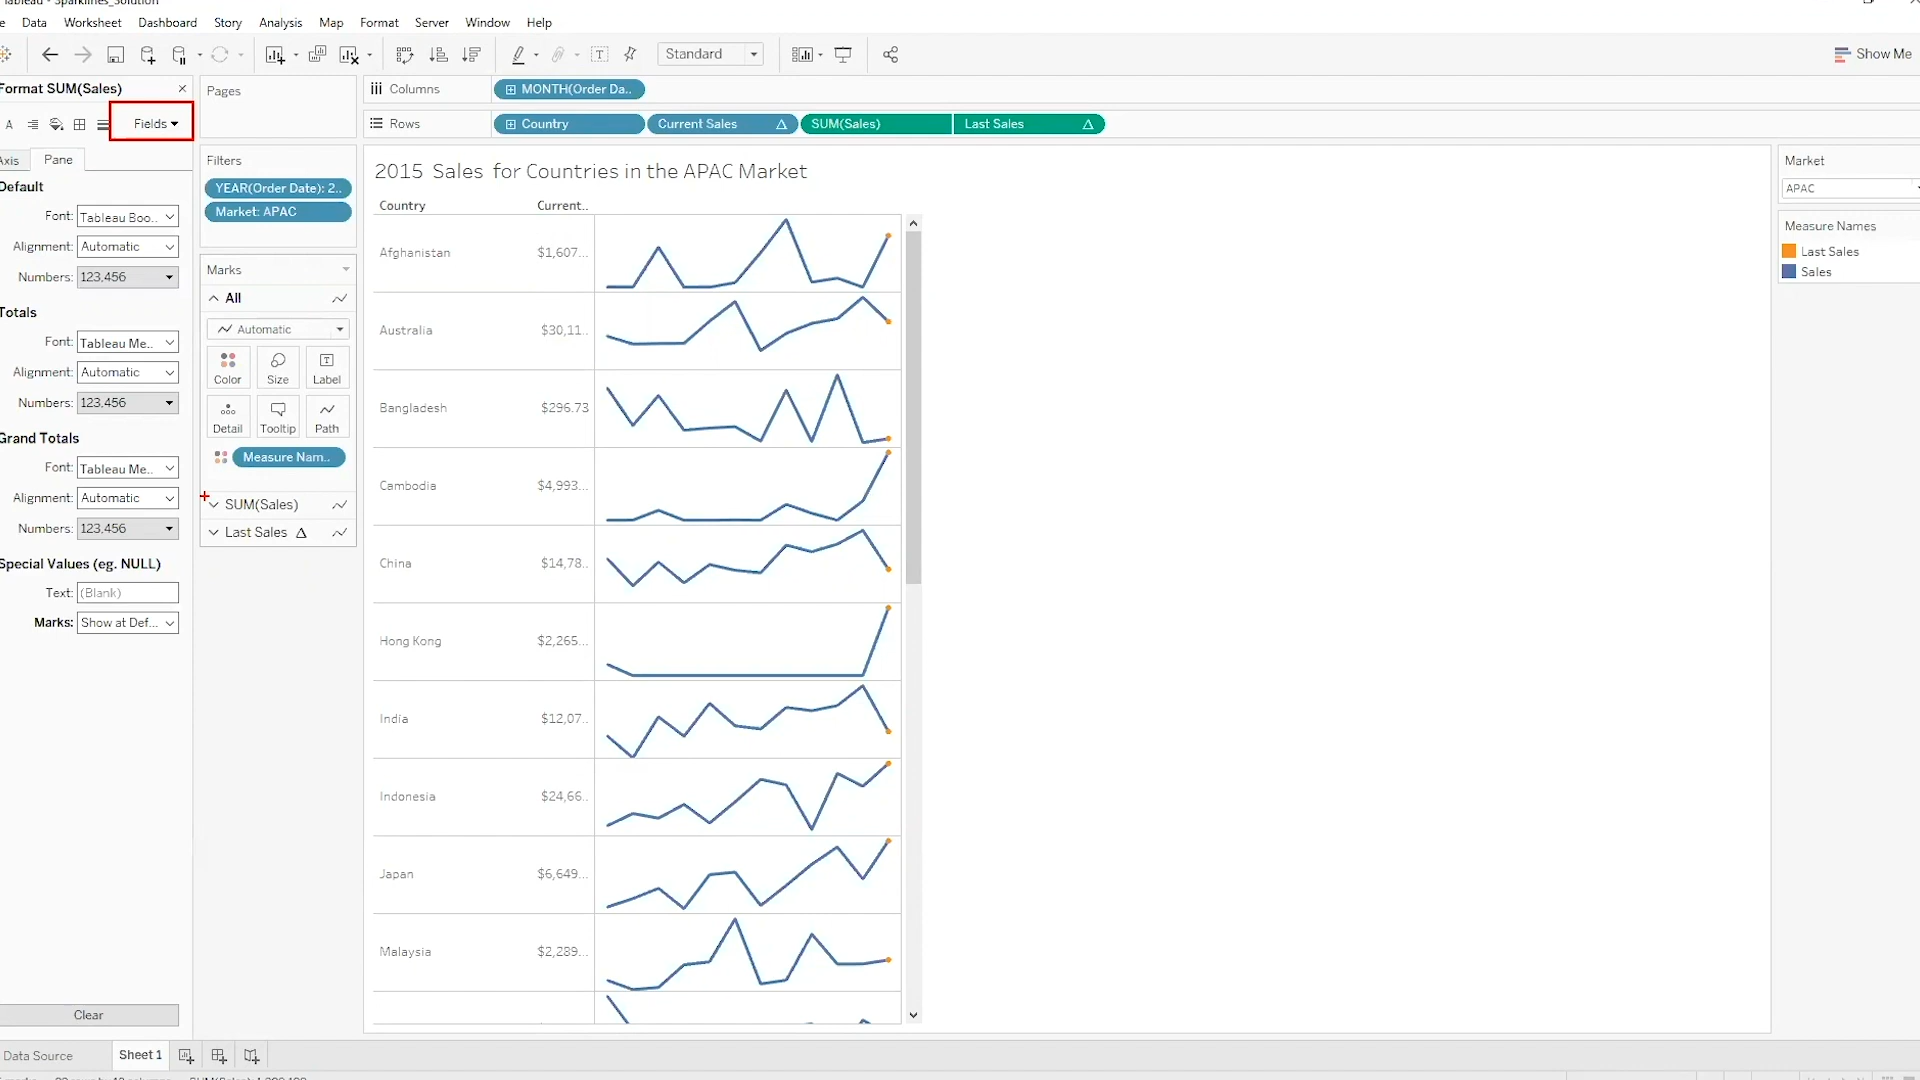 Tableau - Sparklines_Solution
Data Worksheet Dashboard Story Analysis Map Format Server Window Help
Standard
Show Me
Format SUM(Sales)
Fields
Axis
Pane
Default
Font: Tableau Boo..
Alignment: Automatic
Numbers: 123,456
Totals
Font: Tableau Me..
Alignment: Automatic
Numbers: 123,456
Grand Totals
Font: Tableau Me..
Alignment: Automatic
Numbers: 123,456
Special Values (eg. NULL)
Text: (Blank)
Marks: Show at Def...
Clear
Pages
Filters
YEAR(Order Date): 2..
Market: APAC
Marks
All
Automatic
Color Size Label
Detail Tooltip Path
Measure Nam..
SUM(Sales)
Last Sales
Columns
MONTH(Order Da..
Rows
Country
Current Sales
SUM(Sales)
Last Sales
2015 Sales for Countries in the APAC Market
Country Current..
Afghanistan $1,607...
Australia $30,11..
Bangladesh $296.73
Cambodia $4,993...
China $14,78..
Hong Kong $2,265...
India $12,07..
Indonesia $24,66..
Japan $6,649...
Malaysia $2,289...
Market
APAC
Measure Names
Last Sales
Sales
Data Source
Sheet 1